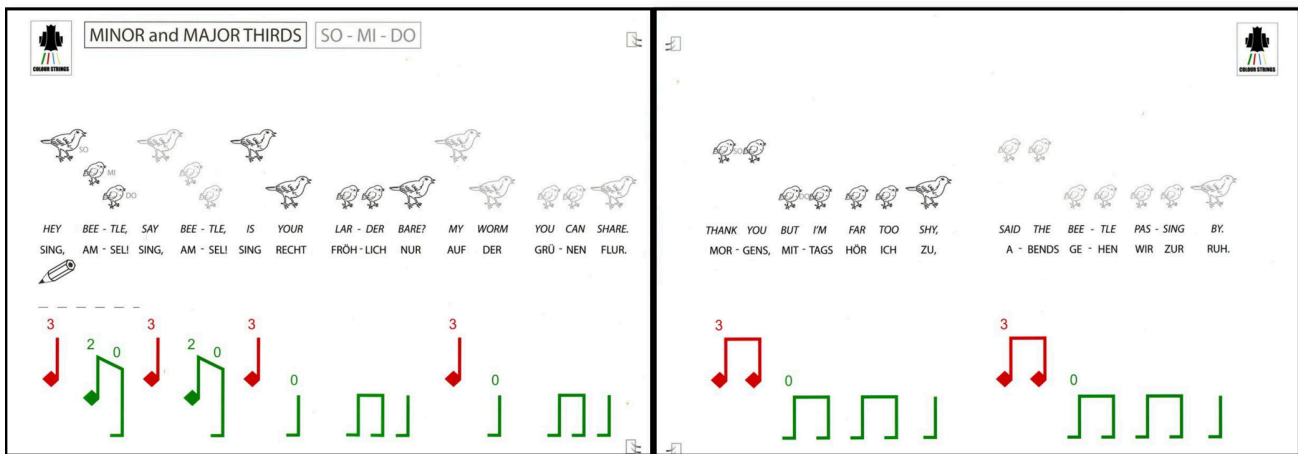 COLOUR STRINGS
MINOR and MAJOR THIRDS
SO - MI - DO
SO
MI
DO
HEY BEE - TLE, SAY BEE - TLE, IS YOUR LAR - DER BARE? MY WORM YOU CAN SHARE.
SING, AM - SEL! SING, AM - SEL! SING RECHT FRÖH - LICH NUR AUF DER GRÜ - NEN FLUR.
3 3 3 3
2 0 2 0
0 0
COLOUR STRINGS
SO
DO
THANK YOU BUT I'M FAR TOO SHY, SAID THE BEE - TLE PAS - SING BY.
MOR - GENS, MIT - TAGS HÖR ICH ZU, A - BENDS GE - HEN WIR ZUR RUH.
3 3
0 0